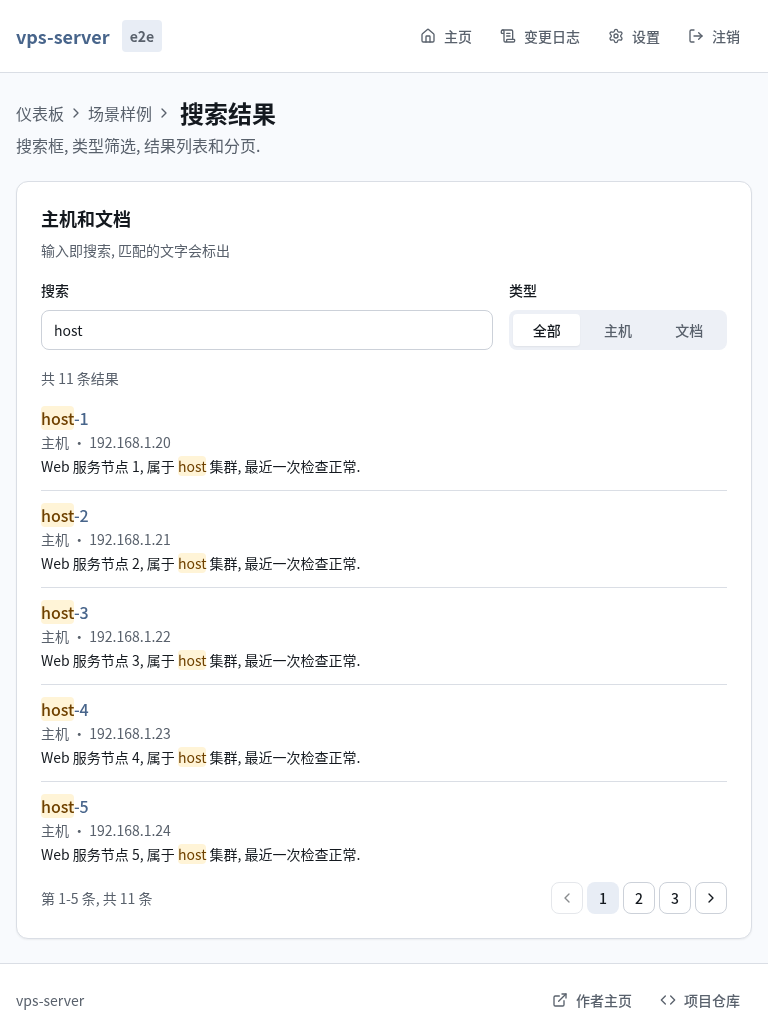 vps-server e2e 主页 变更日志 设置 注销
仪表板 场景样例 搜索结果
搜索框, 类型筛选, 结果列表和分页.
主机和文档
输入即搜索, 匹配的文字会标出
搜索 类型
host 全部 主机 文档
共 11 条结果
host-1
主机 • 192.168.1.20
Web 服务节点 1, 属于 host 集群, 最近一次检查正常.
host-2
主机 • 192.168.1.21
Web 服务节点 2, 属于 host 集群, 最近一次检查正常.
host-3
主机 • 192.168.1.22
Web 服务节点 3, 属于 host 集群, 最近一次检查正常.
host-4
主机 • 192.168.1.23
Web 服务节点 4, 属于 host 集群, 最近一次检查正常.
host-5
主机 • 192.168.1.24
Web 服务节点 5, 属于 host 集群, 最近一次检查正常.
第 1-5 条, 共 11 条 1 2 3
vps-server 作者主页 项目仓库